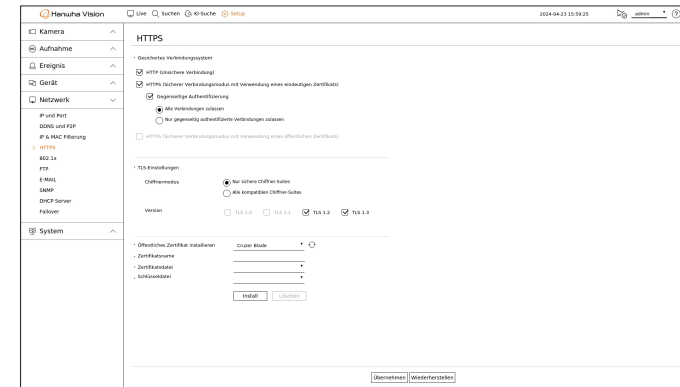 Hanwha Vision
Live Suchen KI-Suche Setup
2024-04-23 15:59:25
admin
Kamera
Aufnahme
Ereignis
Gerät
Netzwerk
IP und Port
DDNS und P2P
IP & MAC Filterung
HTTPS
802.1x
FTP
E-MAIL
SNMP
DHCP Server
Failover
System
HTTPS
Gesichertes Verbindungssystem
HTTP (Unsichere Verbindung)
HTTPS (Sicherer Verbindungsmodus mit Verwendung eines eindeutigen Zertifikats)
Gegenseitige Authentifizierung
Alle Verbindungen zulassen
Nur gegenseitig authentifizierte Verbindungen zulassen
HTTPS (Sicherer Verbindungsmodus mit Verwendung eines öffentlichen Zertifikats)
TLS-Einstellungen
Chiffriermodus
Nur sichere Chiffrier-Suites
Alle kompatiblen Chiffrier-Suites
Version
TLS 1.0 TLS 1.1 TLS 1.2 TLS 1.3
Öffentliches Zertifikat installieren Cruzer Blade
Zertifikatsname
Zertifikatsdatei
Schlüsseldatei
Install Löschen
Übernehmen Wiederherstellen